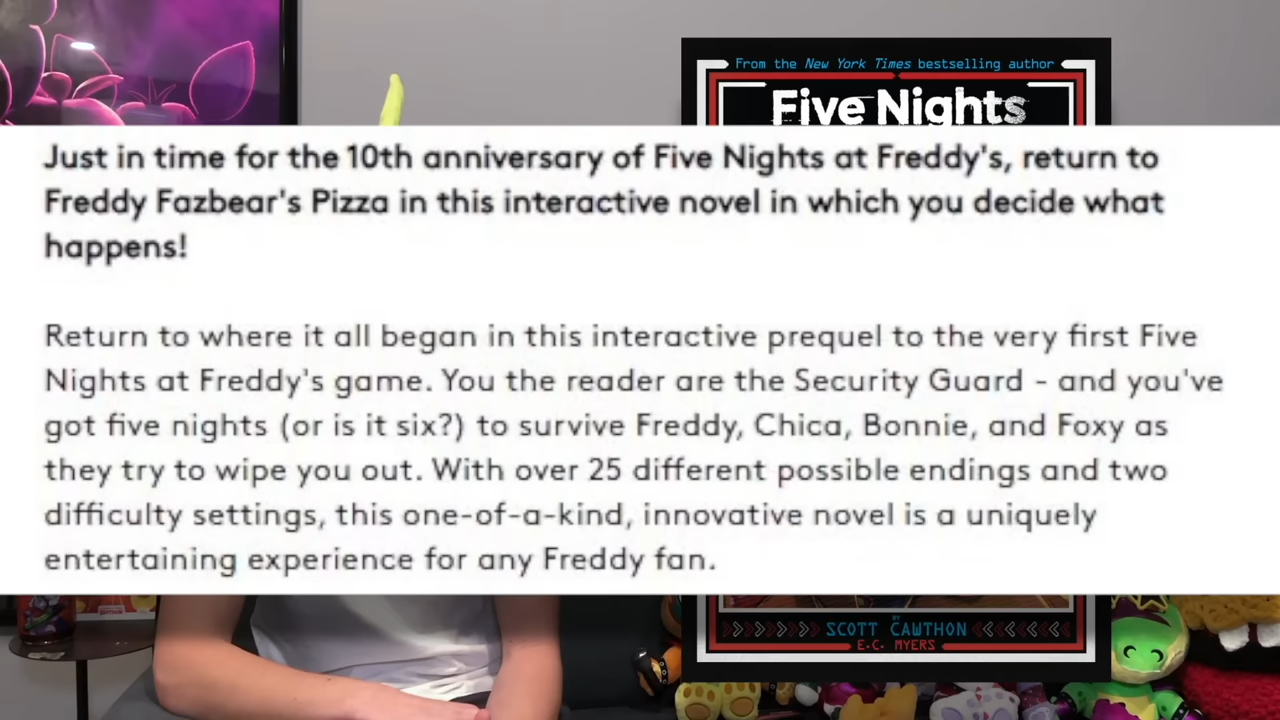 From the New York Times bestselling author
Five Nights
Just in time for the 10th anniversary of Five Nights at Freddy's, return to
Freddy Fazbear's Pizza in this interactive novel in which you decide what
happens!
Return to where it all began in this interactive prequel to the very first Five
Nights at Freddy's game. You the reader are the Security Guard - and you've
got five nights (or is it six?) to survive Freddy, Chica, Bonnie, and Foxy as
they try to wipe you out. With over 25 different possible endings and two
difficulty settings, this one-of-a-kind, innovative novel is a uniquely
entertaining experience for any Freddy fan.
BY
SCOTT CAWTHON
E.C. MYERS